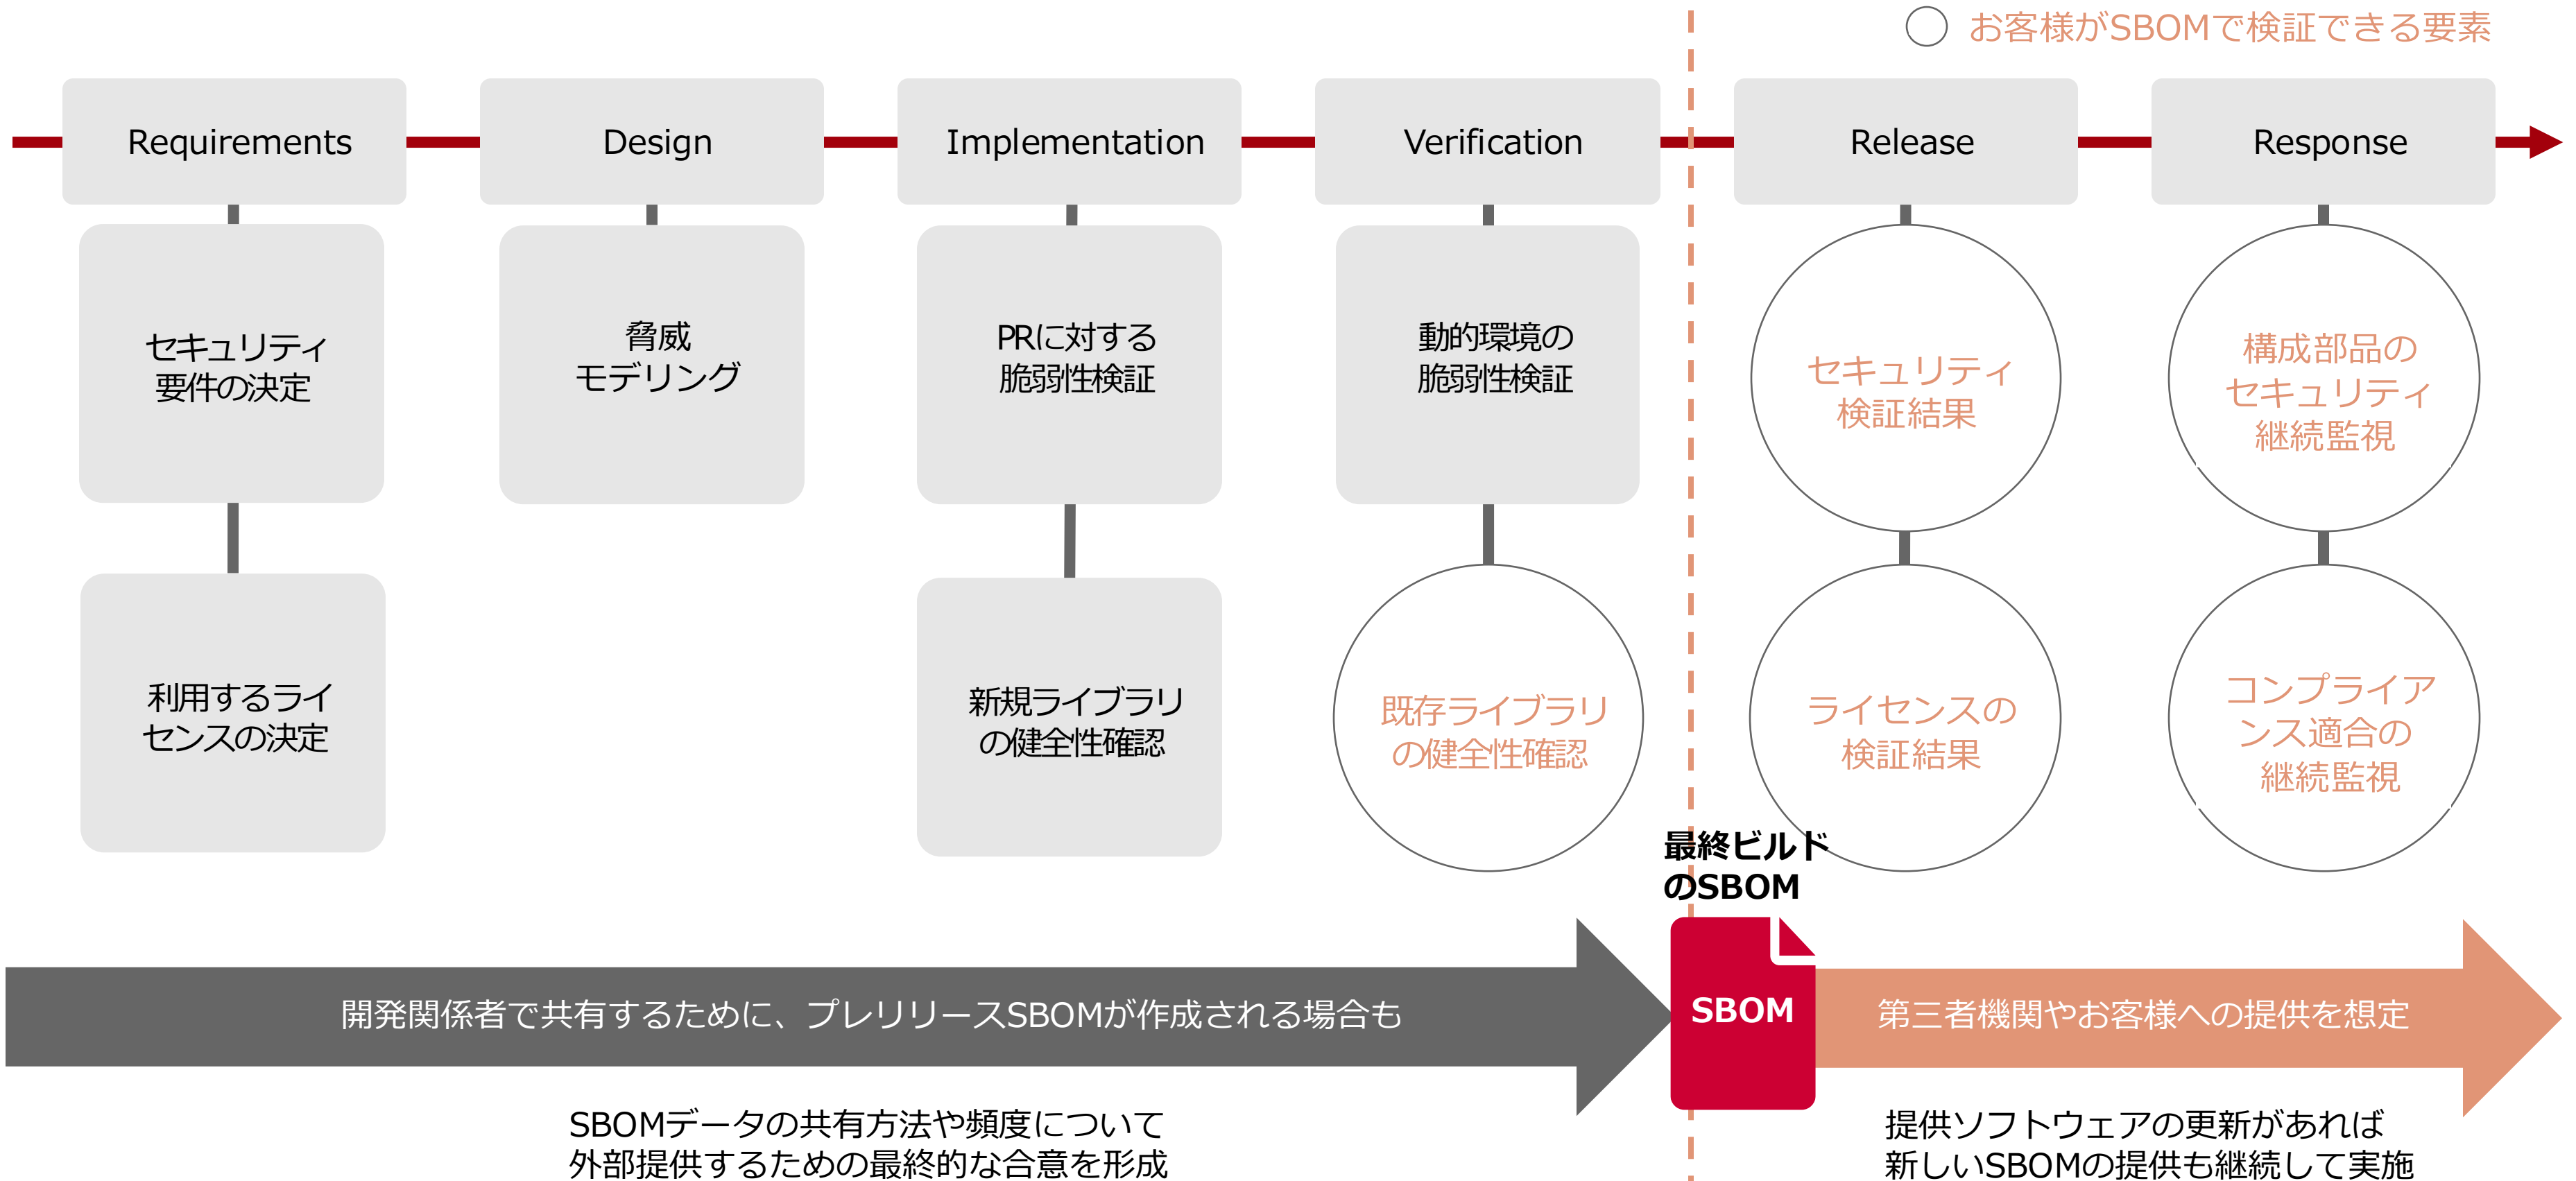 お客様がSBOMで検証できる要素
Requirements
Design
Implementation
Verification
Release
Response
セキュリティ
要件の決定
脅威
モデリング
PRに対する
脆弱性検証
動的環境の
脆弱性検証
セキュリティ
検証結果
構成部品の
セキュリティ
継続監視
利用するライ
センスの決定
新規ライブラリ
の健全性確認
既存ライブラリ
の健全性確認
ライセンスの
検証結果
コンプライア
ンス適合の
継続監視
最終ビルド
のSBOM
開発関係者で共有するために、プレリリースSBOMが作成される場合も
SBOM
第三者機関やお客様への提供を想定
SBOMデータの共有方法や頻度について
外部提供するための最終的な合意を形成
提供ソフトウェアの更新があれば
新しいSBOMの提供も継続して実施